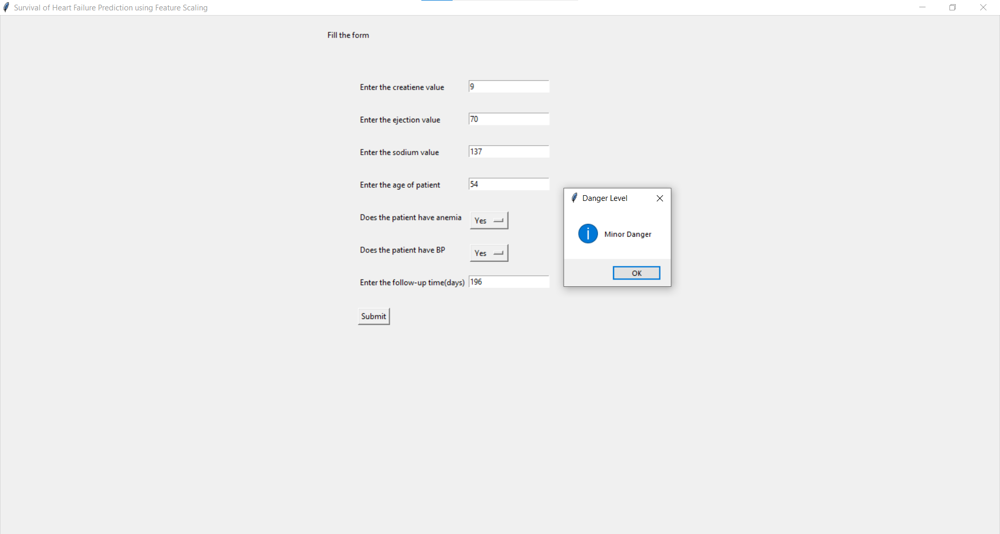 Survival of Heart Failure Prediction using Feature Scaling
Fill the form
Enter the creatiene value 9
Enter the ejection value 70
Enter the sodium value 137
Enter the age of patient 54
Does the patient have anemia Yes
Does the patient have BP Yes
Enter the follow-up time(days) 196
Submit
Danger Level
Minor Danger
OK